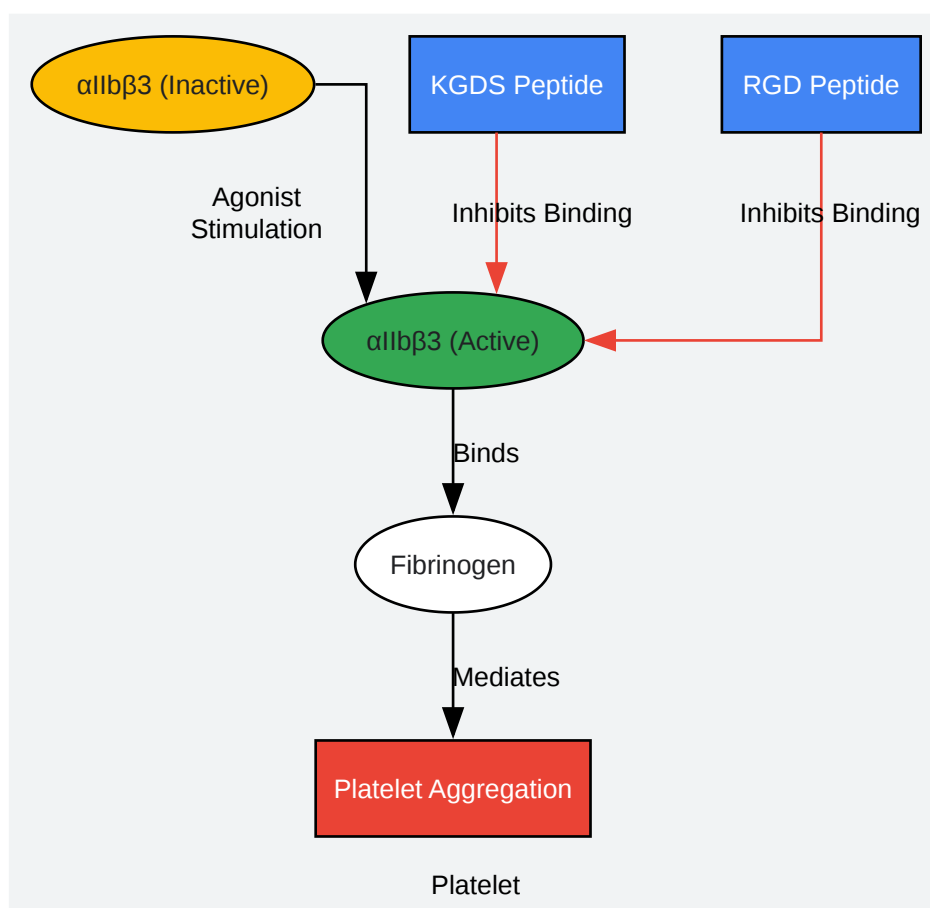 αIIbβ3 (Inactive)
KGDS Peptide
RGD Peptide
Agonist
Stimulation
Inhibits Binding
Inhibits Binding
αIIbβ3 (Active)
Binds
Fibrinogen
Mediates
Platelet Aggregation
Platelet